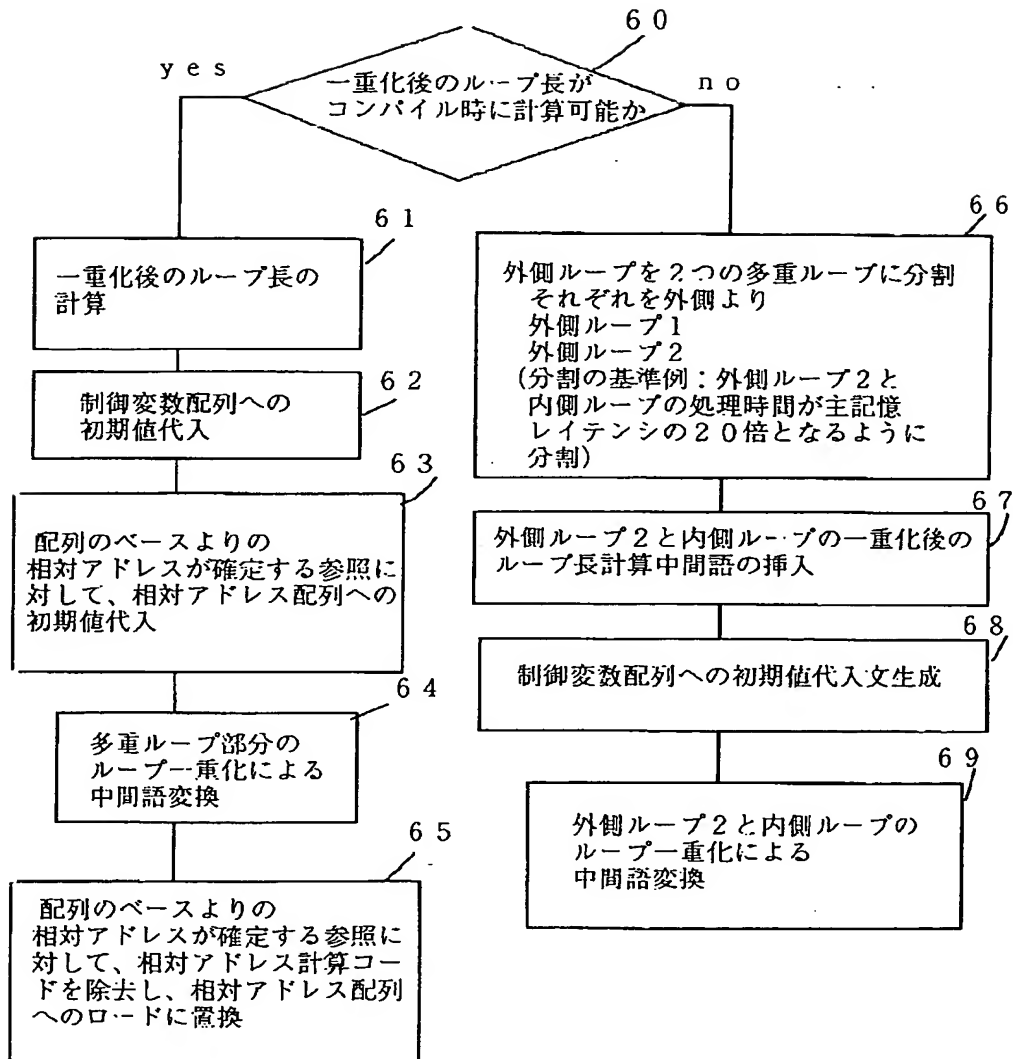 60
yes
一重化後のループ長が
コンパイル時に計算可能か
no
61
一重化後のループ長の
計算
62
制御変数配列への
初期値代入
63
配列のベースよりの
相対アドレスが確定する参照に
対して、相対アドレス配列への
初期値代入
64
多重ループ部分の
ループ一重化による
中間語変換
65
配列のベースよりの
相対アドレスが確定する参照に
対して、相対アドレス計算コー
ドを除去し、相対アドレス配列
へのロードに置換
66
外側ループを2つの多重ループに分割
それぞれを外側より
外側ループ1
外側ループ2
(分割の基準例:外側ループ2と
内側ループの処理時間が主記憶
レイテンシの20倍となるように
分割)
67
外側ループ2と内側ループの一重化後の
ループ長計算中間語の挿入
68
制御変数配列への初期値代入文生成
69
外側ループ2と内側ループの
ループ一重化による
中間語変換